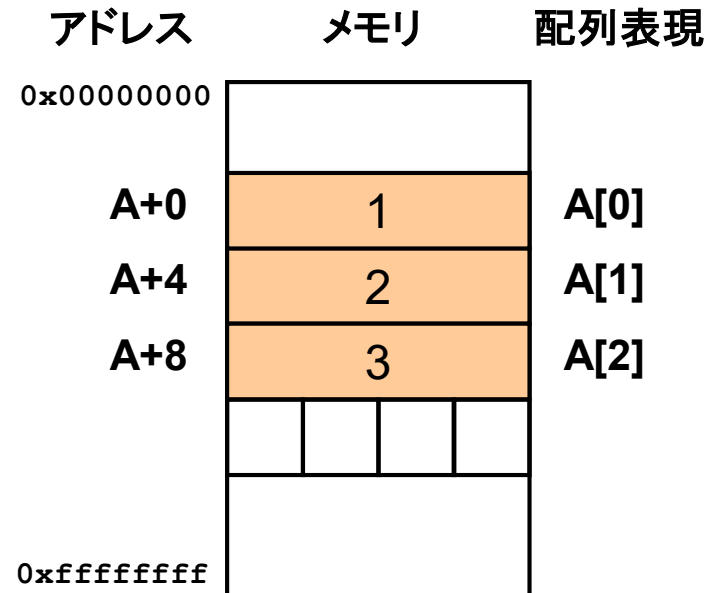 アドレス メモリ 配列表現
0x00000000
A+0 1 A[0]
A+4 2 A[1]
A+8 3 A[2]
0xffffffff